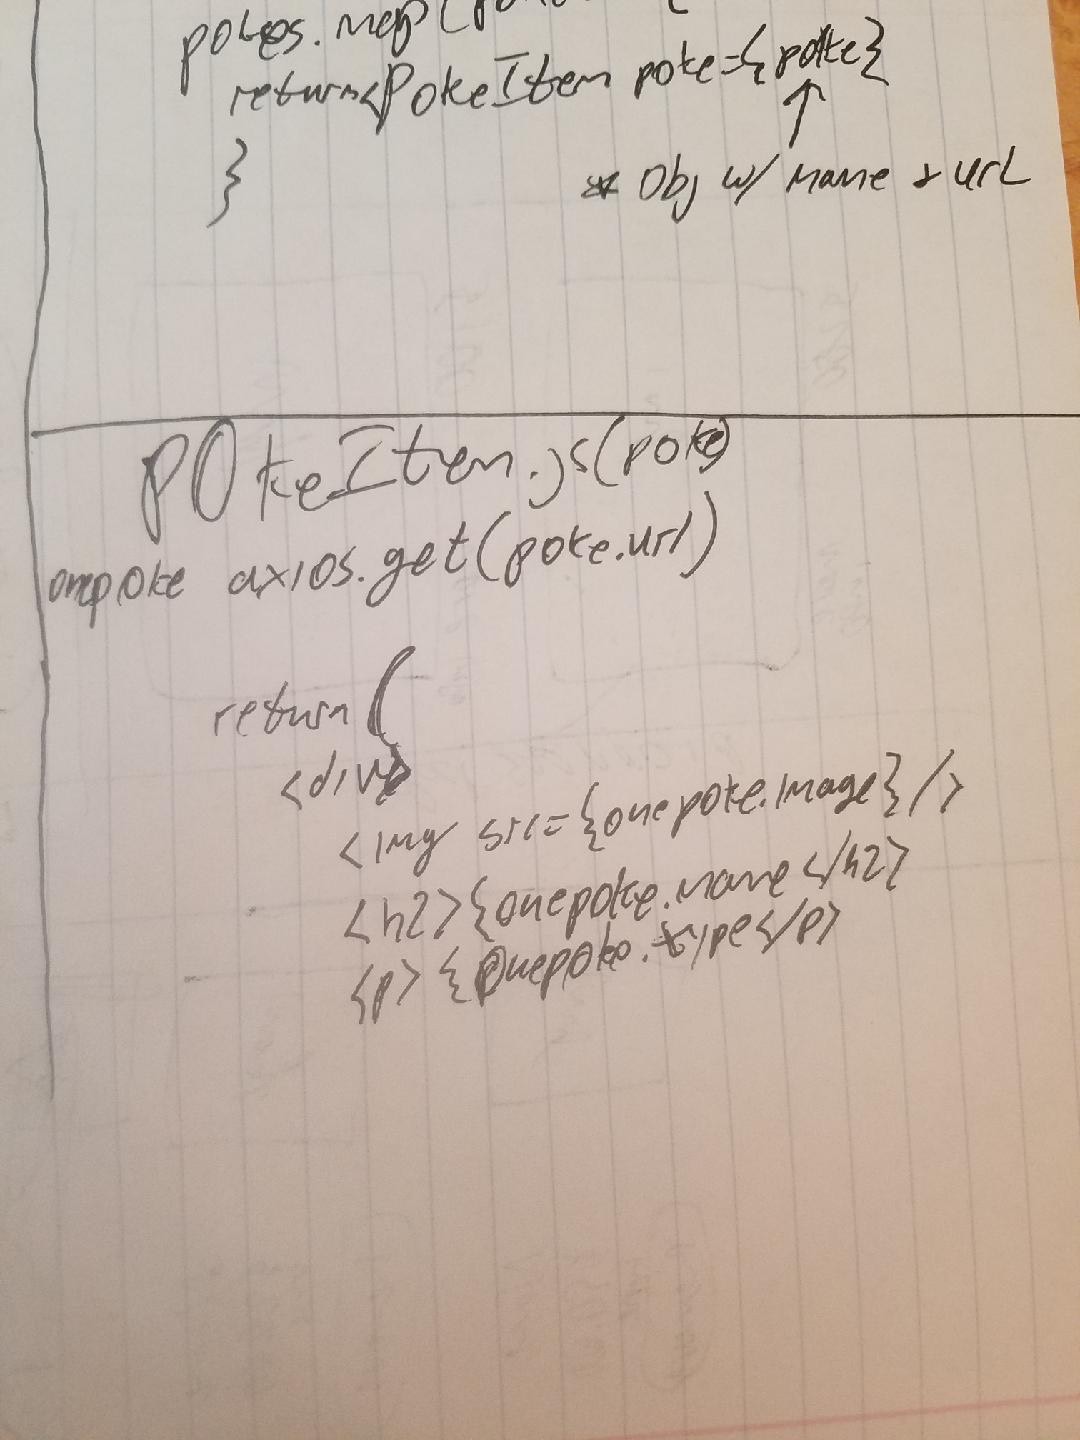 pokes.map(
return<PokeItem poke={poke}
}
* Obj w/ name & url
PokeItem.js(poke)
onepoke axios.get(poke.url)
return(
<div>
<img src={onepoke.image} />
<h2>{onepoke.name</h2>
<p>{onepoke.type</p>